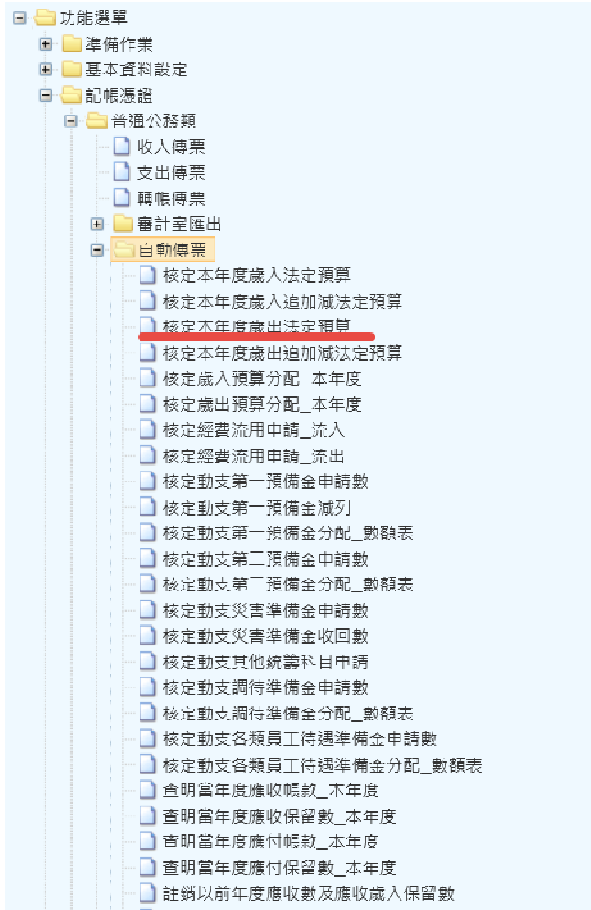 功能選單
準備作業
基本資料設定
記帳憑證
普通公務類
收入傳票
支出傳票
轉帳傳票
審計室匯出
自動傳票
核定本年度歲入法定預算
核定本年度歲入追加減法定預算
核定本年度歲出法定預算
核定本年度歲出追加減法定預算
核定歲入預算分配_本年度
核定歲出預算分配_本年度
核定經費流用申請_流入
核定經費流用申請_流出
核定動支第一預備金申請數
核定動支第一預備金減列
核定動支第一預備金分配_數額表
核定動支第二預備金申請數
核定動支第二預備金分配_數額表
核定動支災害準備金申請數
核定動支災害準備金收回數
核定動支其他統籌科目申請
核定動支調待準備金申請數
核定動支調待準備金分配_數額表
核定動支各類員工待遇準備金申請數
核定動支各類員工待遇準備金分配_數額表
查明當年度應收帳款_本年度
查明當年度應收保留數_本年度
查明當年度應付帳款_本年度
查明當年度應付保留數_本年度
註銷以前年度應收數及應收歲入保留數